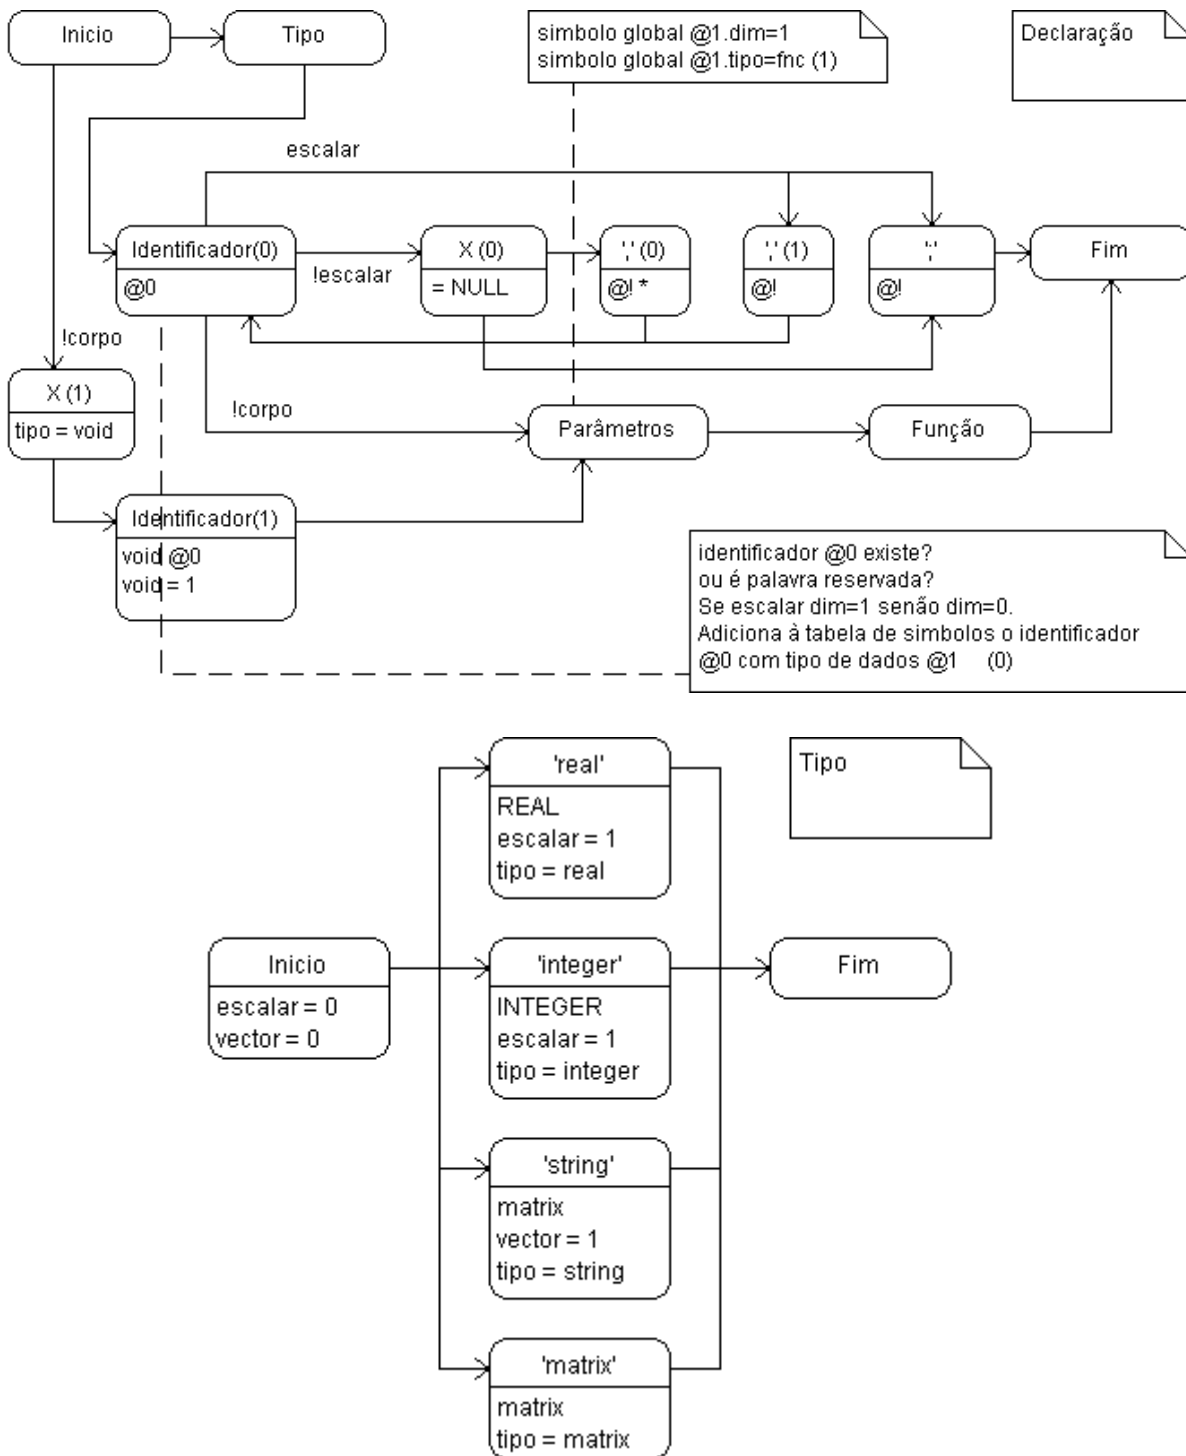 Inicio
Tipo
simbolo global @1.dim=1
simbolo global @1.tipo=fnc (1)
Declaração
escalar
Identificador(0)
@0
!escalar
X (0)
= NULL
',' (0)
@! *
',' (1)
@!
';'
@!
Fim
!corpo
X (1)
tipo = void
!corpo
Parâmetros
Função
Identificador(1)
void @0
void = 1
identificador @0 existe?
ou é palavra reservada?
Se escalar dim=1 senão dim=0.
Adiciona à tabela de simbolos o identificador
@0 com tipo de dados @1 (0)
'real'
REAL
escalar = 1
tipo = real
Tipo
Inicio
escalar = 0
vector = 0
'integer'
INTEGER
escalar = 1
tipo = integer
Fim
'string'
matrix
vector = 1
tipo = string
'matrix'
matrix
tipo = matrix